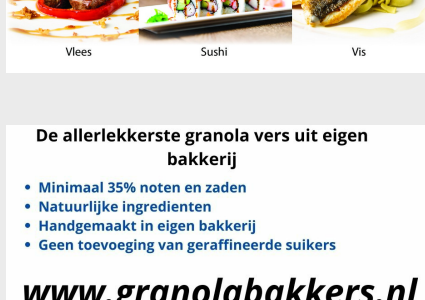 Vlees Sushi Vis
De allerlekkerste granola vers uit eigen
bakkerij
• Minimaal 35% noten en zaden
• Natuurlijke ingredienten
• Handgemaakt in eigen bakkerij
• Geen toevoeging van geraffineerde suikers
www.granolabakkers.nl